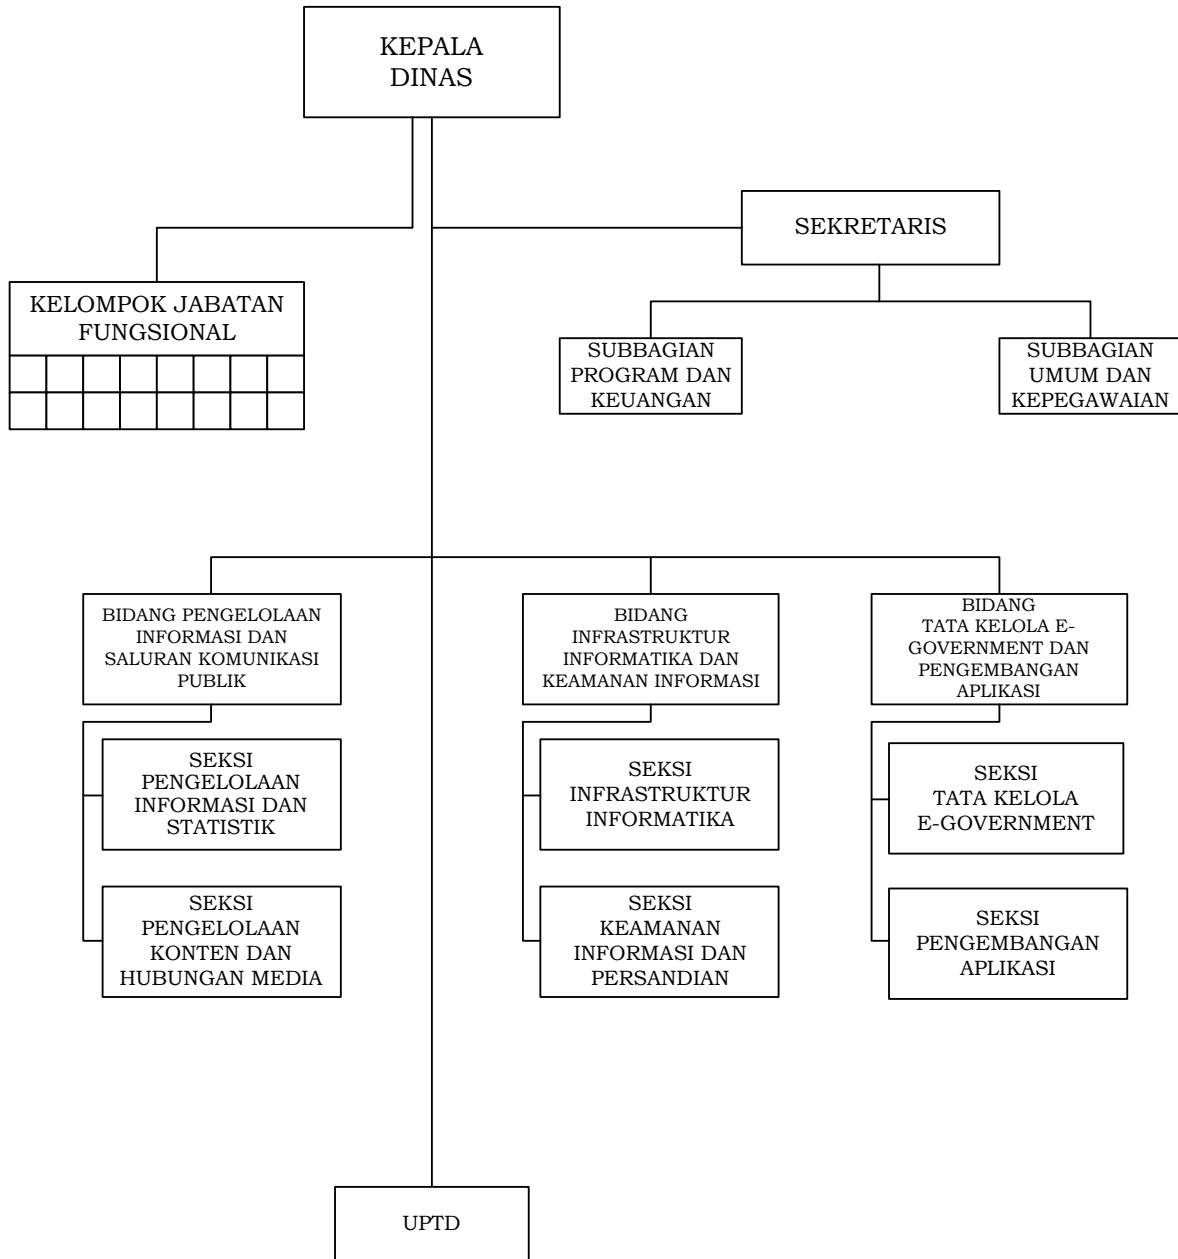 KEPALA
DINAS
SEKRETARIS
KELOMPOK JABATAN
FUNGSIONAL
SUBBAGIAN
PROGRAM DAN
KEUANGAN
SUBBAGIAN
UMUM DAN
KEPEGAWAIAN
BIDANG PENGELOLAAN
INFORMASI DAN
SALURAN KOMUNIKASI
PUBLIK
BIDANG
INFRASTRUKTUR
INFORMATIKA DAN
KEAMANAN INFORMASI
BIDANG
TATA KELOLA E-
GOVERNMENT DAN
PENGEMBANGAN
APLIKASI
SEKSI
PENGELOLAAN
INFORMASI DAN
STATISTIK
SEKSI
INFRASTRUKTUR
INFORMATIKA
SEKSI
TATA KELOLA
E-GOVERNMENT
SEKSI
PENGELOLAAN
KONTEN DAN
HUBUNGAN MEDIA
SEKSI
KEAMANAN
INFORMASI DAN
PERSANDIAN
SEKSI
PENGEMBANGAN
APLIKASI
UPTD